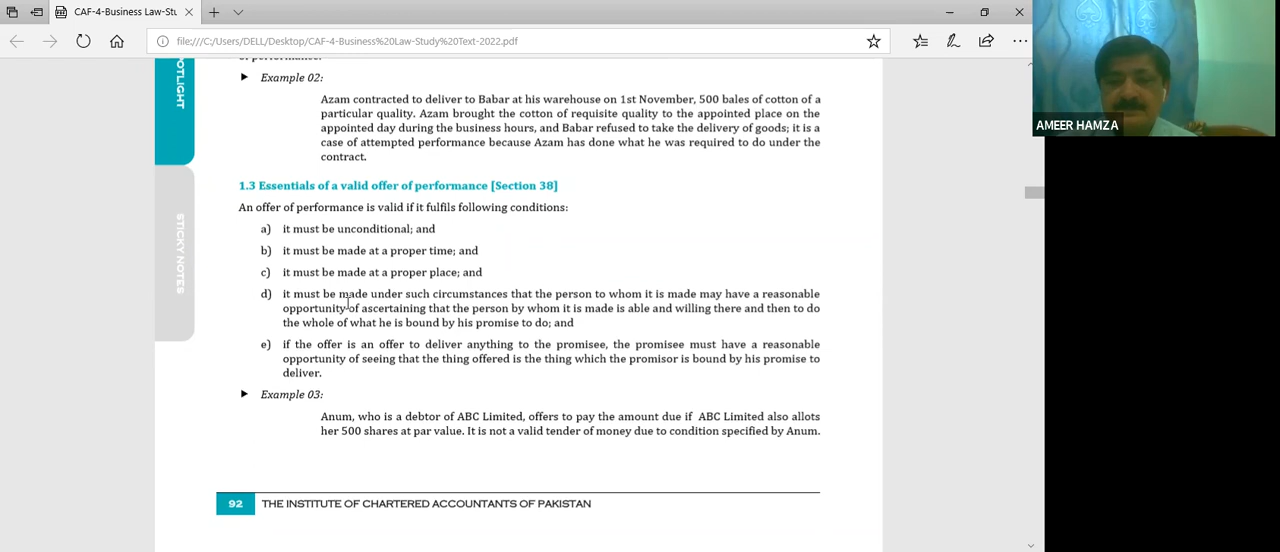 CAF-4-Business Law-Stu
file:///C:/Users/DELL/Desktop/CAF-4-Business%20Law-Study%20Text-2022.pdf
AMEER HAMZA
POTLIGHT
STICKY NOTES
of performance.
Example 02:
Azam contracted to deliver to Babar at his warehouse on 1st November, 500 bales of cotton of a
particular quality. Azam brought the cotton of requisite quality to the appointed place on the
appointed day during the business hours, and Babar refused to take the delivery of goods; it is a
case of attempted performance because Azam has done what he was required to do under the
contract.
1.3 Essentials of a valid offer of performance [Section 38]
An offer of performance is valid if it fulfils following conditions:
a) it must be unconditional; and
b) it must be made at a proper time; and
c) it must be made at a proper place; and
d) it must be made under such circumstances that the person to whom it is made may have a reasonable
opportunity of ascertaining that the person by whom it is made is able and willing there and then to do
the whole of what he is bound by his promise to do; and
e) if the offer is an offer to deliver anything to the promisee, the promisee must have a reasonable
opportunity of seeing that the thing offered is the thing which the promisor is bound by his promise to
deliver.
Example 03:
Anum, who is a debtor of ABC Limited, offers to pay the amount due if ABC Limited also allots
her 500 shares at par value. It is not a valid tender of money due to condition specified by Anum.
92 THE INSTITUTE OF CHARTERED ACCOUNTANTS OF PAKISTAN